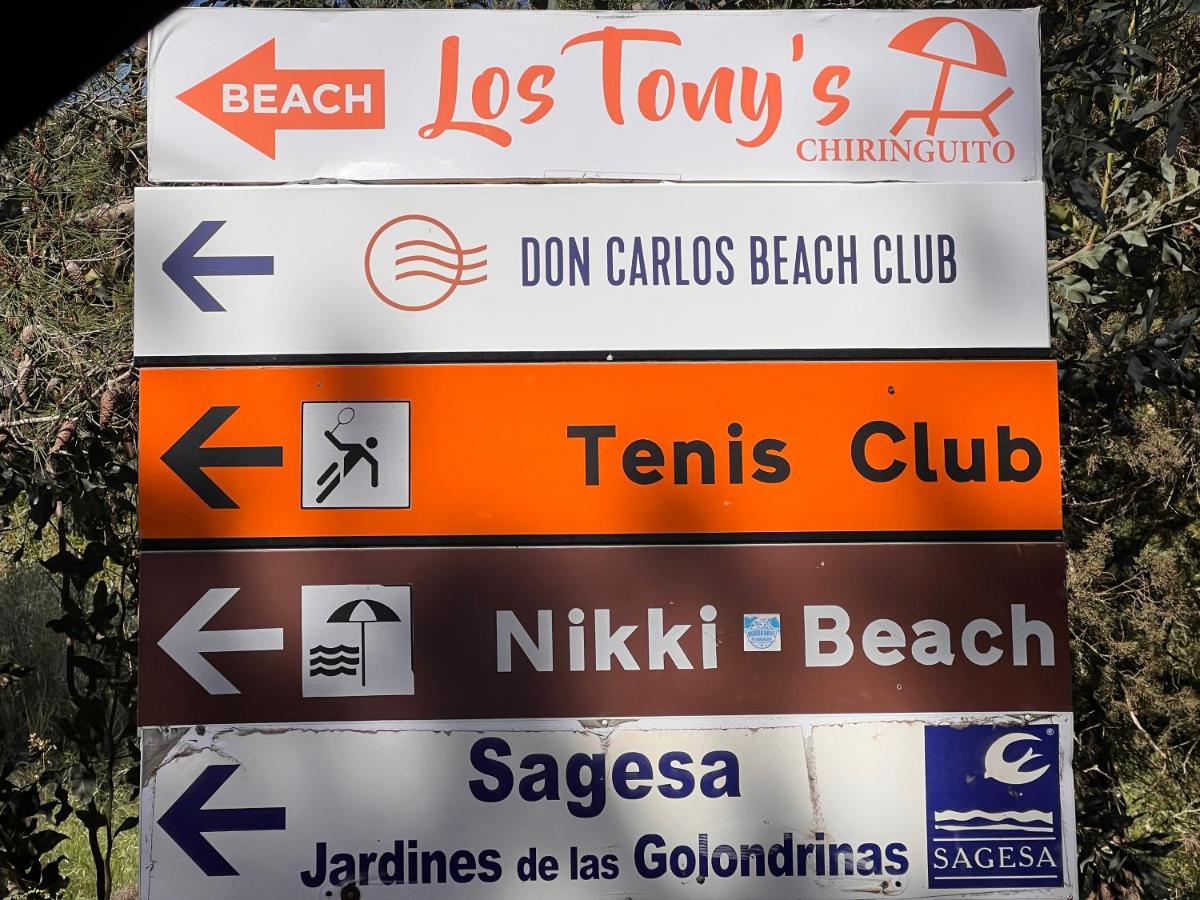 BEACH Los Tony's
CHIRINGUITO
DON CARLOS BEACH CLUB
Tenis Club
Nikki Beach
Sagesa
Jardines de las Golondrinas
®
SAGESA